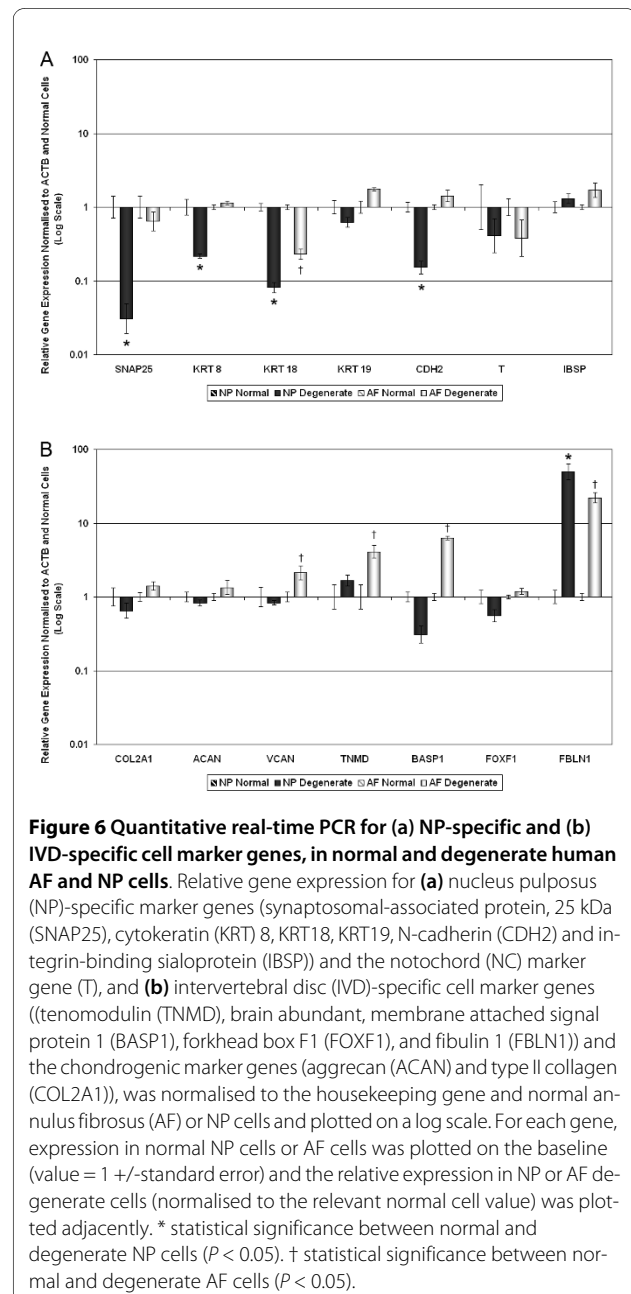 A
100
10
1
0.1
0.01
Relative Gene Expression Normalised to ACTB and Normal Cells
(Log Scale)
*
*
*
†
*
SNAP25 KRT 8 KRT 18 KRT 19 CDH2 T IBSP
NP Normal NP Degenerate AF Normal AF Degenerate
B
100
10
1
0.1
0.01
Relative Gene Expression Normalised to ACTB and Normal Cells
(Log Scale)
†
†
†
*
†
COL2A1 ACAN VCAN TNMD BASP1 FOXF1 FBLN1
NP Normal NP Degenerate AF Normal AF Degenerate
Figure 6 Quantitative real-time PCR for (a) NP-specific and (b)
IVD-specific cell marker genes, in normal and degenerate human
AF and NP cells. Relative gene expression for (a) nucleus pulposus
(NP)-specific marker genes (synaptosomal-associated protein, 25 kDa
(SNAP25), cytokeratin (KRT) 8, KRT18, KRT19, N-cadherin (CDH2) and in-
tegrin-binding sialoprotein (IBSP)) and the notochord (NC) marker
gene (T), and (b) intervertebral disc (IVD)-specific cell marker genes
((tenomodulin (TNMD), brain abundant, membrane attached signal
protein 1 (BASP1), forkhead box F1 (FOXF1), and fibulin 1 (FBLN1)) and
the chondrogenic marker genes (aggrecan (ACAN) and type II collagen
(COL2A1)), was normalised to the housekeeping gene and normal an-
nulus fibrosus (AF) or NP cells and plotted on a log scale. For each gene,
expression in normal NP cells or AF cells was plotted on the baseline
(value = 1 +/-standard error) and the relative expression in NP or AF de-
generate cells (normalised to the relevant normal cell value) was plot-
ted adjacently. * statistical significance between normal and
degenerate NP cells (P < 0.05). † statistical significance between nor-
mal and degenerate AF cells (P < 0.05).